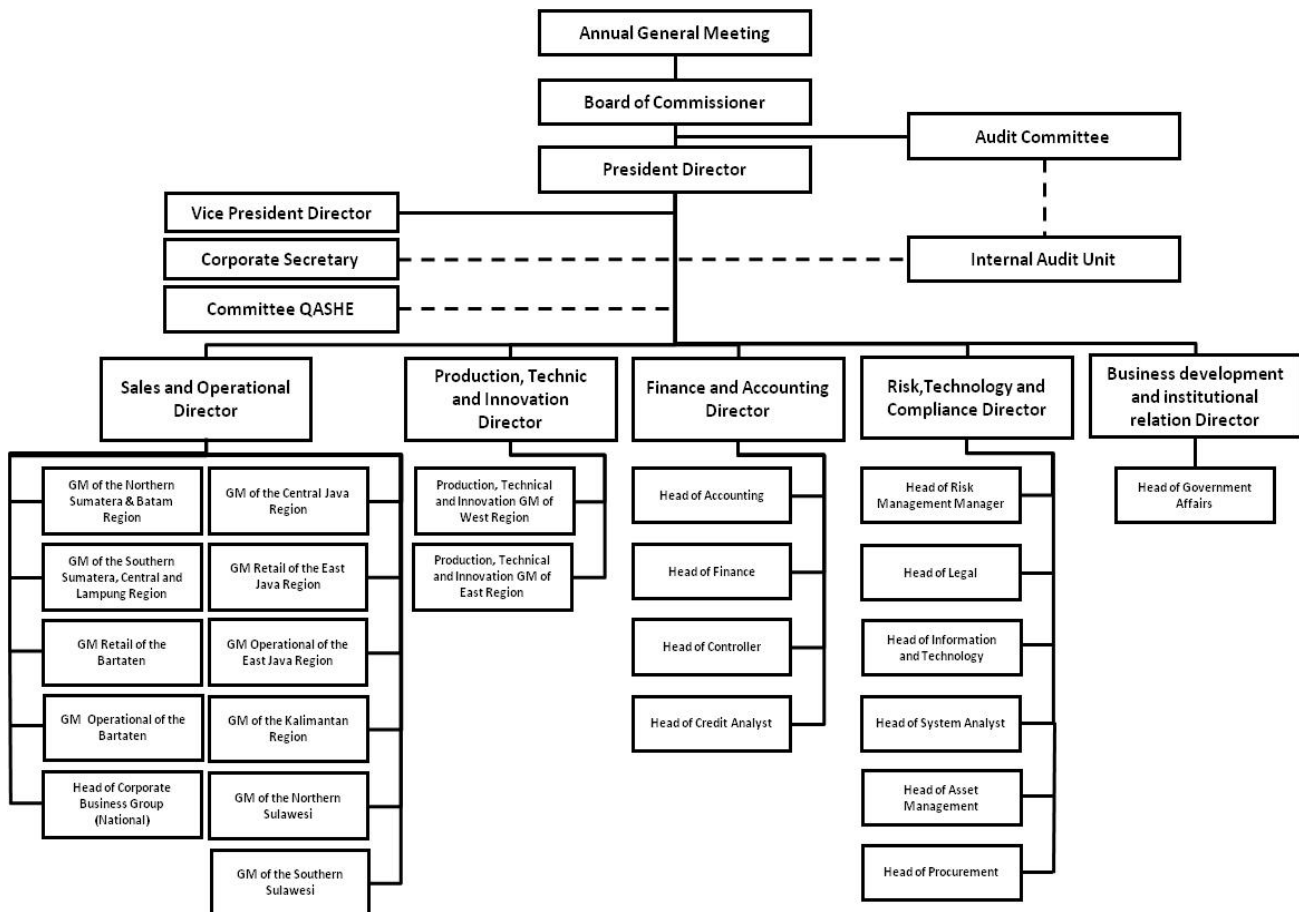 Annual General Meeting
Board of Commissioner
Audit Committee
President Director
Vice President Director
Corporate Secretary
Internal Audit Unit
Committee QASHE
Sales and Operational
Director
Production, Technic
and Innovation
Director
Finance and Accounting
Director
Risk,Technology and
Compliance Director
Business development
and institutional
relation Director
GM of the Northern
Sumatera & Batam
Region
GM of the Southern
Sumatera, Central and
Lampung Region
GM Retail of the
Bartaten
GM Operational of the
Bartaten
Head of Corporate
Business Group
(National)
GM of the Central Java
Region
GM Retail of the East
Java Region
GM Operational of the
East Java Region
GM of the Kalimantan
Region
GM of the Northern
Sulawesi
GM of the Southern
Sulawesi
Production, Technical
and Innovation GM of
West Region
Production, Technical
and Innovation GM of
East Region
Head of Accounting
Head of Finance
Head of Controller
Head of Credit Analyst
Head of Risk
Management Manager
Head of Legal
Head of Information
and Technology
Head of System Analyst
Head of Asset
Management
Head of Procurement
Head of Government
Affairs